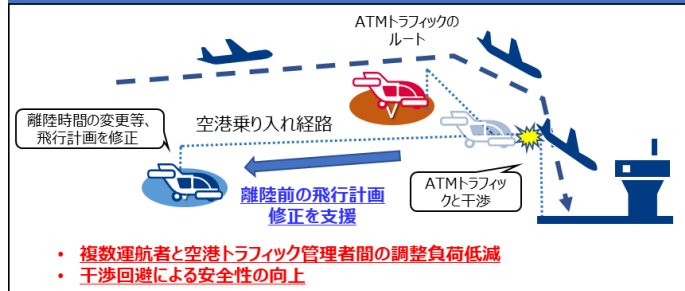 ATMトラフィックの
ルート
離陸時間の変更等、
飛行計画を修正
空港乗り入れ経路
V
離陸前の飛行計画
修正を支援
ATMトラフィッ
クと干渉
• 複数運航者と空港トラフィック管理者間の調整負荷低減
• 干渉回避による安全性の向上